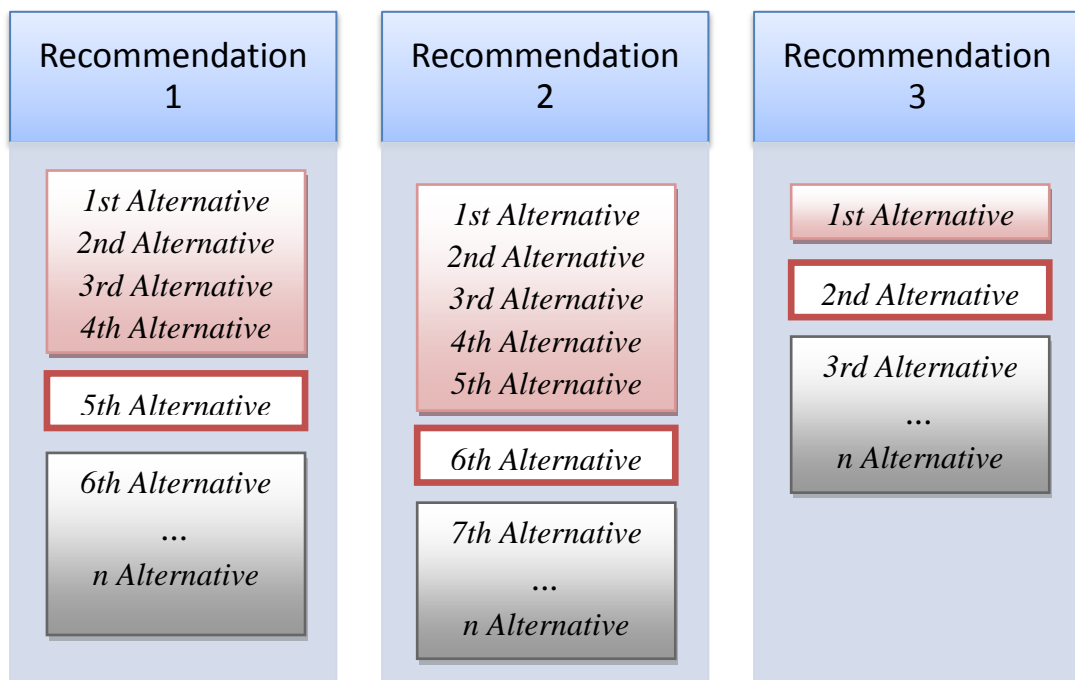 Recommendation
1
1st Alternative
2nd Alternative
3rd Alternative
4th Alternative
5th Alternative
6th Alternative
...
n Alternative
Recommendation
2
1st Alternative
2nd Alternative
3rd Alternative
4th Alternative
5th Alternative
6th Alternative
7th Alternative
...
n Alternative
Recommendation
3
1st Alternative
2nd Alternative
3rd Alternative
...
n Alternative